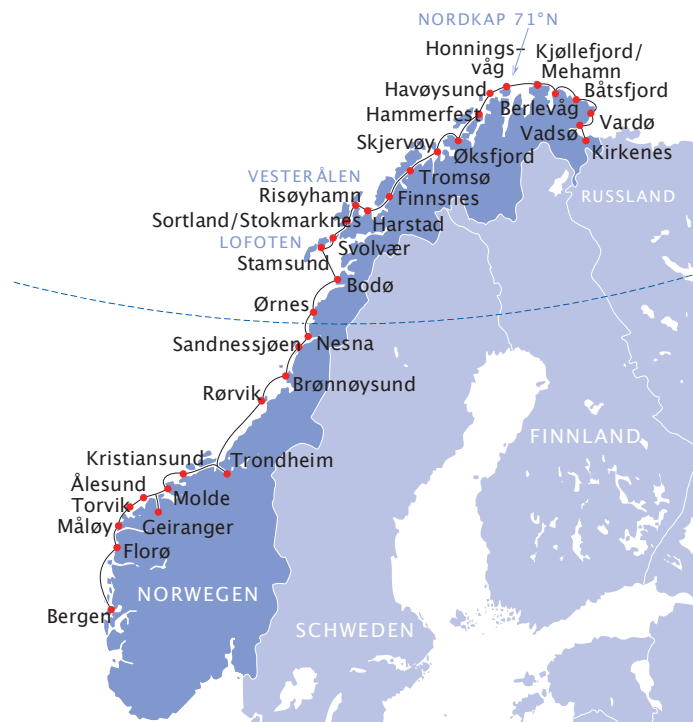 NORDKAP 71°N
Honnings-
våg
Kjøllefjord/
Mehamn
Havøysund
Båtsfjord
Hammerfest
Berlevåg
Vardø
Vadsø
Skjervøy
Øksfjord
Kirkenes
VESTERÅLEN
Tromsø
RUSSLAND
Risøyhamn
Finnsnes
Sortland/Stokmarknes
Harstad
LOFOTEN
Svolvær
Stamsund
Bodø
Ørnes
Sandnessjøen
Nesna
Rørvik
Brønnøysund
FINNLAND
Kristiansund
Trondheim
Ålesund
Torvik
Molde
Måløy
Geiranger
Florø
NORWEGEN
Bergen
SCHWEDEN